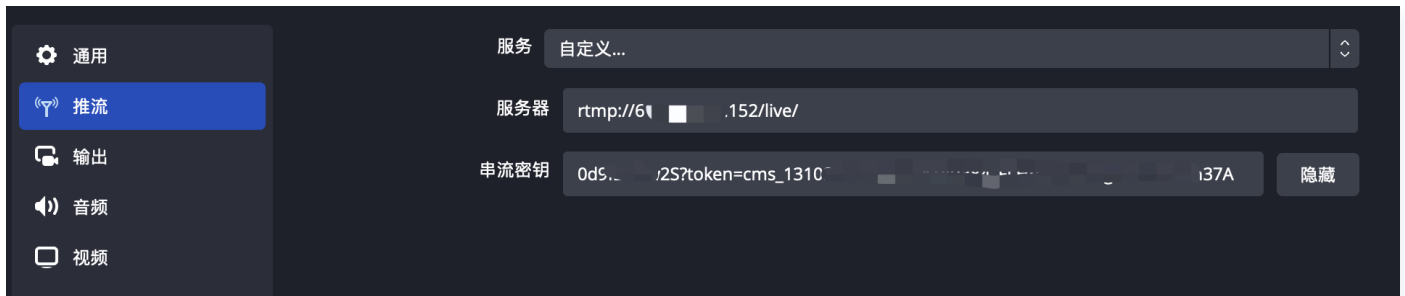 通用
推流
输出
音频
视频
服务 自定义...
服务器 rtmp://6 .152/live/
串流密钥 0d9 2S?token=cms_1310 37A 隐藏